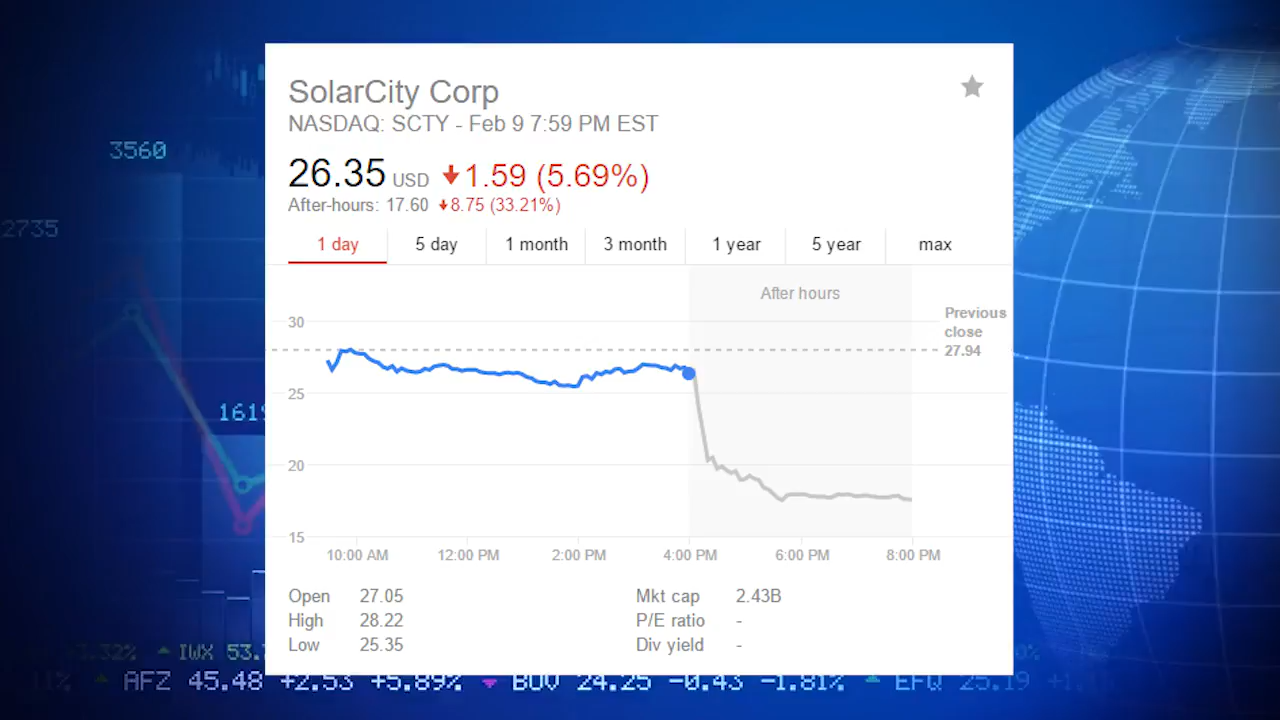 SolarCity Corp
NASDAQ: SCTY - Feb 9 7:59 PM EST
26.35 USD 1.59 (5.69%)
After-hours: 17.60 8.75 (33.21%)
1 day 5 day 1 month 3 month 1 year 5 year max
After hours
Previous
close
27.94
30
25
20
15
10:00 AM 12:00 PM 2:00 PM 4:00 PM 6:00 PM 8:00 PM
Open 27.05 Mkt cap 2.43B
High 28.22 P/E ratio -
Low 25.35 Div yield -
3560
2735
1619
IWX 53.
AFZ 45.48 +2.53 +5.89% BOV 24.25 -0.43 -1.81% EFQ 25.19